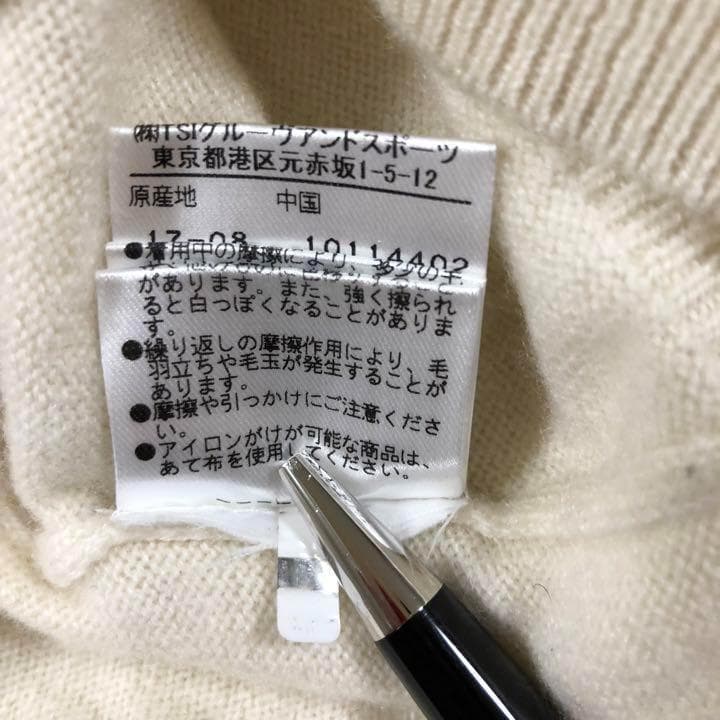 ㈱TSIグルーヴアンドスポーツ
東京都港区元赤坂1-5-12
原産地 中国
17 08 10114402
●着用中の摩擦により、
があります。また、強く擦られ
ると白っぽくなることがありま
す。
●繰り返しの摩擦作用により、毛
羽立ちや毛玉が発生することが
あります。
●摩擦や引っかけにご注意くださ
い。
●アイロンがけが可能な商品は、
あて布を使用してください。